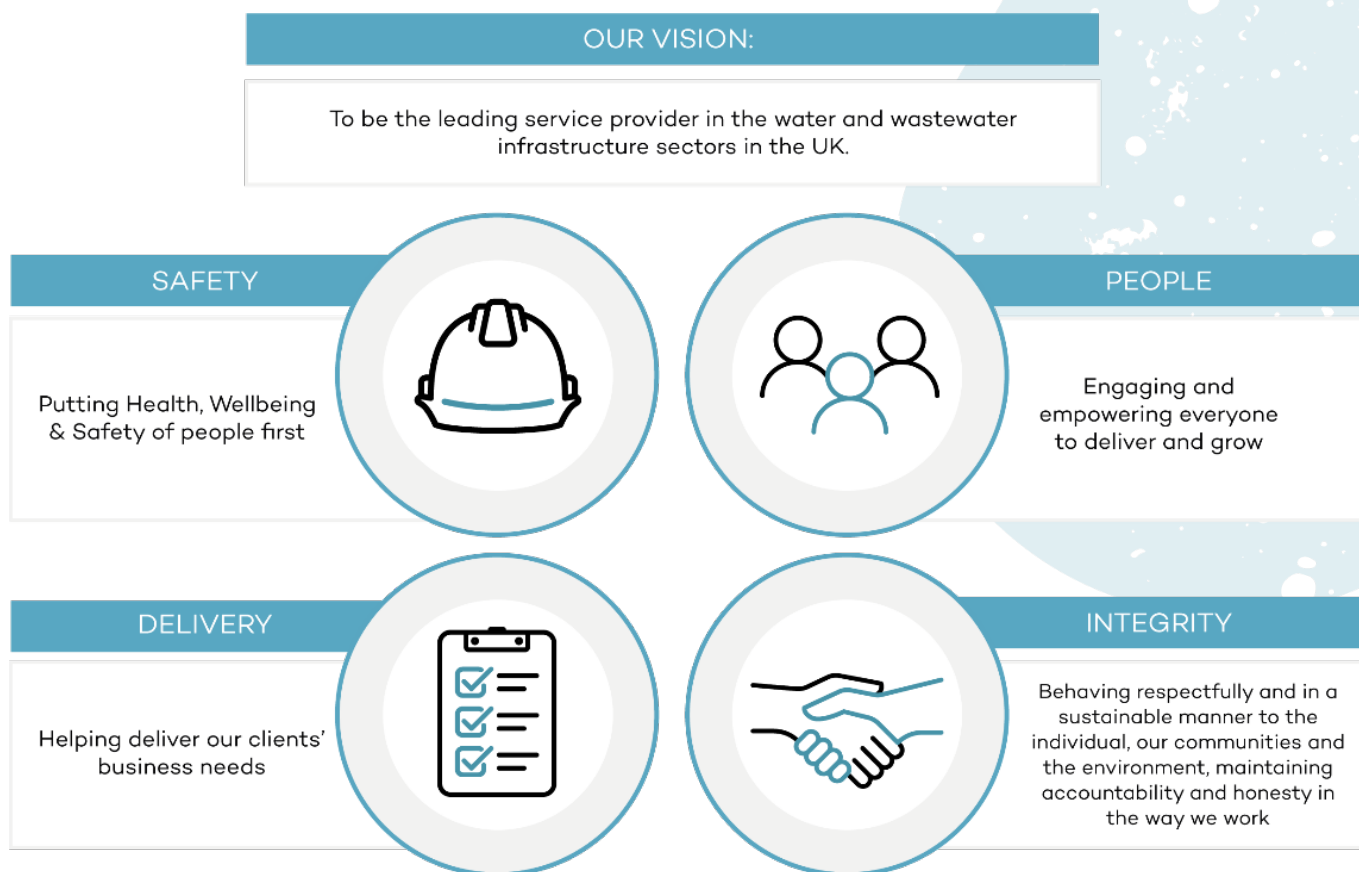 OUR VISION:
To be the leading service provider in the water and wastewater
infrastructure sectors in the UK.
SAFETY
Putting Health, Wellbeing
& Safety of people first
PEOPLE
Engaging and
empowering everyone
to deliver and grow
DELIVERY
Helping deliver our clients’
business needs
INTEGRITY
Behaving respectfully and in a
sustainable manner to the
individual, our communities and
the environment, maintaining
accountability and honesty in
the way we work